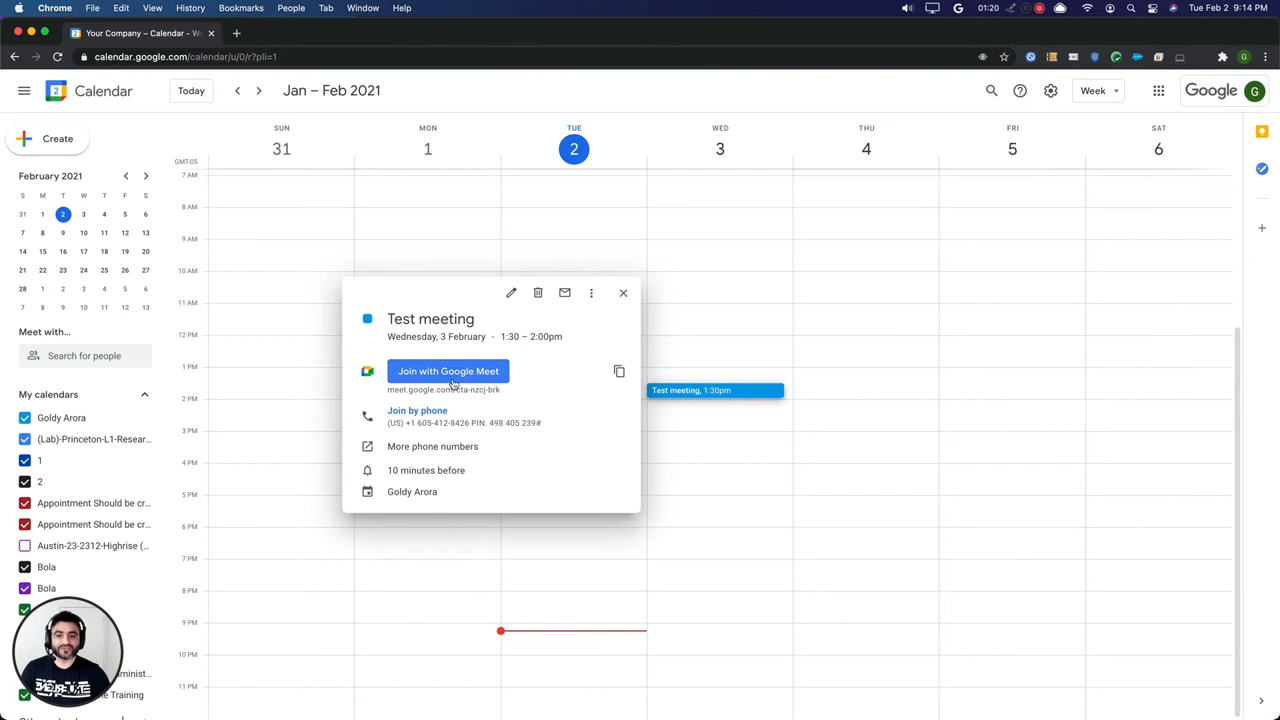 Chrome File Edit View History Bookmarks People Tab Window Help
01:20
Tue Feb 2 9:14 PM
Your Company – Calendar - W
calendar.google.com/calendar/u/0/r?pli=1
G
2 Calendar Today Jan – Feb 2021 Week Google G
Create
SUN MON TUE WED THU FRI SAT
31 1 2 3 4 5 6
GMT-05
7 AM
8 AM
9 AM
10 AM
11 AM
12 PM
1 PM
2 PM
3 PM
4 PM
5 PM
6 PM
7 PM
8 PM
9 PM
10 PM
11 PM
February 2021
S M T W T F S
31 1 2 3 4 5 6
7 8 9 10 11 12 13
14 15 16 17 18 19 20
21 22 23 24 25 26 27
28 1 2 3 4 5 6
7 8 9 10 11 12 13
Meet with...
Search for people
My calendars
Goldy Arora
(Lab)-Princeton-L1-Resear...
1
2
Appointment Should be cr...
Appointment Should be cr...
Austin-23-2312-Highrise (...
Bola
Bola
minist...
Training
Test meeting
Wednesday, 3 February · 1:30 – 2:00pm
Join with Google Meet
meet.google.com/cta-nzcj-brk
Join by phone
(US) +1 605-412-8426 PIN: 498 405 239#
More phone numbers
10 minutes before
Goldy Arora
Test meeting, 1:30pm